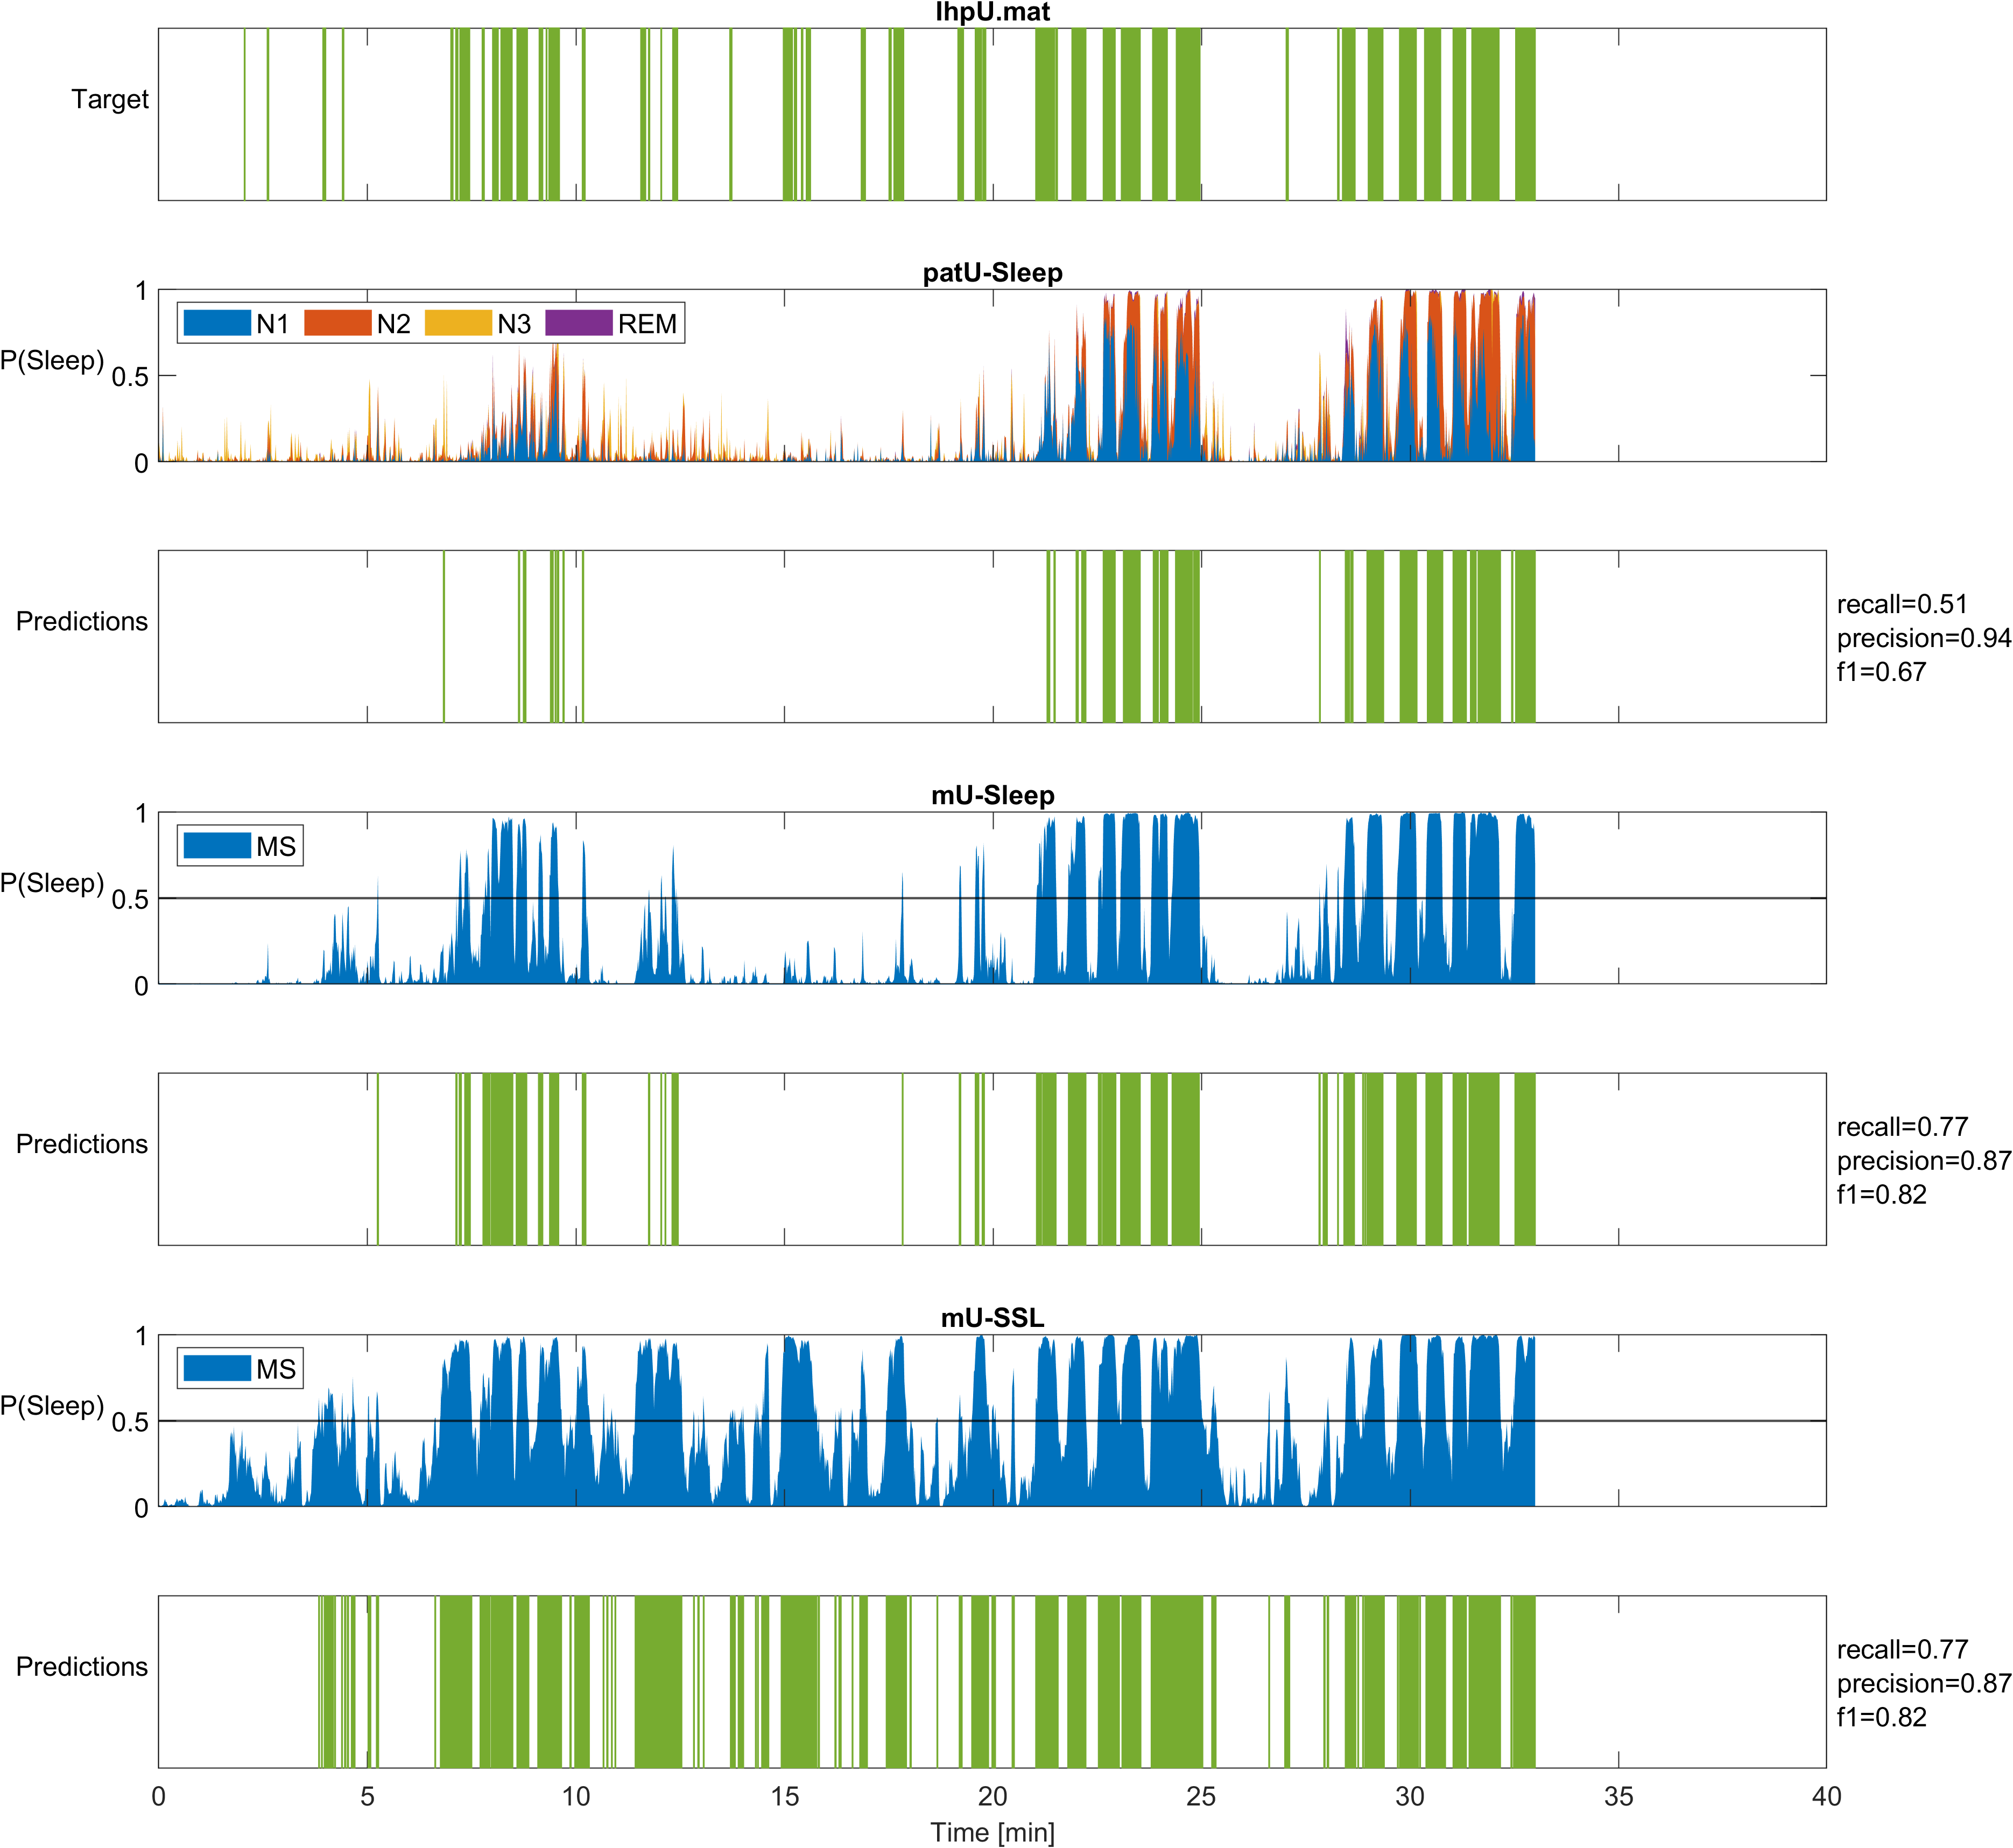 lhpU.mat
Target
patU-Sleep
1
N1 N2 N3 REM
P(Sleep)
0.5
0
Predictions
recall=0.51
precision=0.94
f1=0.67
mU-Sleep
1
MS
P(Sleep)
0.5
0
Predictions
recall=0.77
precision=0.87
f1=0.82
mU-SSL
1
MS
P(Sleep)
0.5
0
Predictions
recall=0.77
precision=0.87
f1=0.82
0 5 10 15 20 25 30 35 40
Time [min]